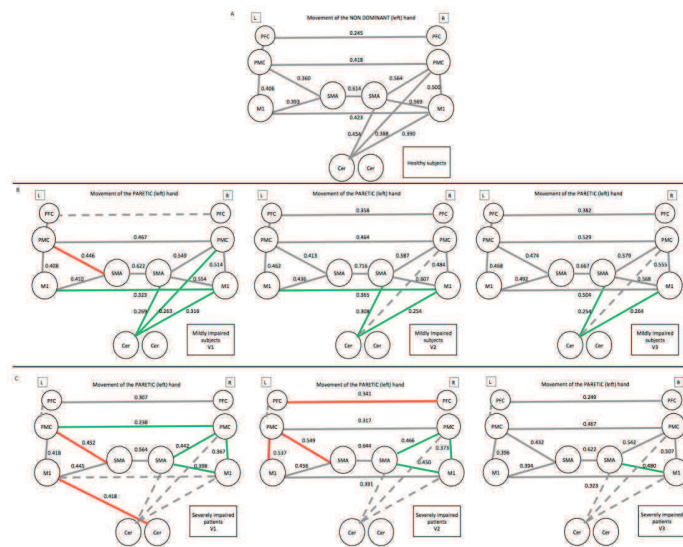 A
L
Movement of the NON DOMINANT (left) hand
R
PFC
0.245
PFC
PMC
0.418
PMC
0.360
0.564
0.406
SMA
0.614
SMA
0.500
0.393
0.569
M1
M1
0.423
0.454
0.388
0.390
Cer
Cer
Healthy subjects
B
L
Movement of the PARETIC (left) hand
R
PFC
PFC
PMC
0.467
PMC
0.446
0.549
0.408
SMA
0.622
SMA
0.514
0.410
0.554
M1
M1
0.323
0.269
0.263
0.316
Cer
Cer
Mildly impaired
subjects
V1
L
Movement of the PARETIC (left) hand
R
PFC
0.358
PFC
PMC
0.464
PMC
0.413
0.587
0.462
SMA
0.716
SMA
0.484
0.436
0.607
M1
M1
0.365
0.308
0.254
Cer
Cer
Mildly impaired
subjects
V2
L
Movement of the PARETIC (left) hand
R
PFC
0.382
PFC
PMC
0.529
PMC
0.474
0.579
0.468
SMA
0.667
SMA
0.555
0.492
0.568
M1
M1
0.504
0.254
0.264
Cer
Cer
Mildly impaired
subjects
V3
C
L
Movement of the PARETIC (left) hand
R
PFC
0.307
PFC
PMC
0.238
PMC
0.452
0.442
0.418
SMA
0.564
SMA
0.367
0.445
0.398
M1
M1
0.418
Cer
Cer
Severely impaired
patients
V1
L
Movement of the PARETIC (left) hand
R
PFC
0.341
PFC
PMC
0.317
PMC
0.549
0.466
0.537
SMA
0.644
SMA
0.373
0.458
0.450
M1
M1
0.391
Cer
Cer
Severely impaired
patients
V2
L
Movement of the PARETIC (left) hand
R
PFC
0.249
PFC
PMC
0.487
PMC
0.432
0.542
0.396
SMA
0.622
SMA
0.507
0.394
0.480
M1
M1
0.323
Cer
Cer
Severely impaired
patients
V3